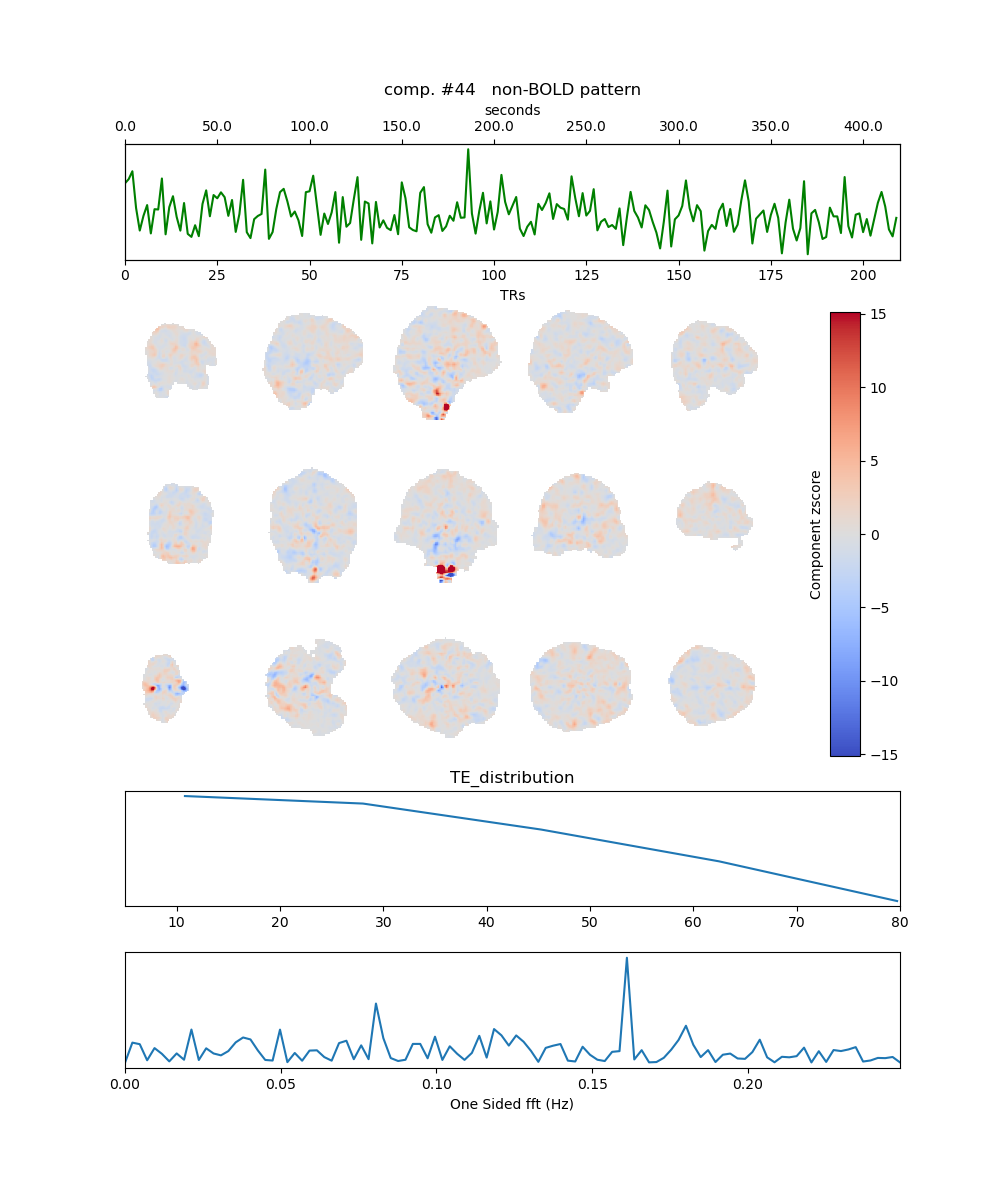 comp. #44   non-BOLD pattern
seconds
0.0 50.0 100.0 150.0 200.0 250.0 300.0 350.0 400.0
0 25 50 75 100 125 150 175 200
TRs
15
10
5
0
−5
−10
−15
Component zscore
TE_distribution
10 20 30 40 50 60 70 80
0.00 0.05 0.10 0.15 0.20
One Sided fft (Hz)